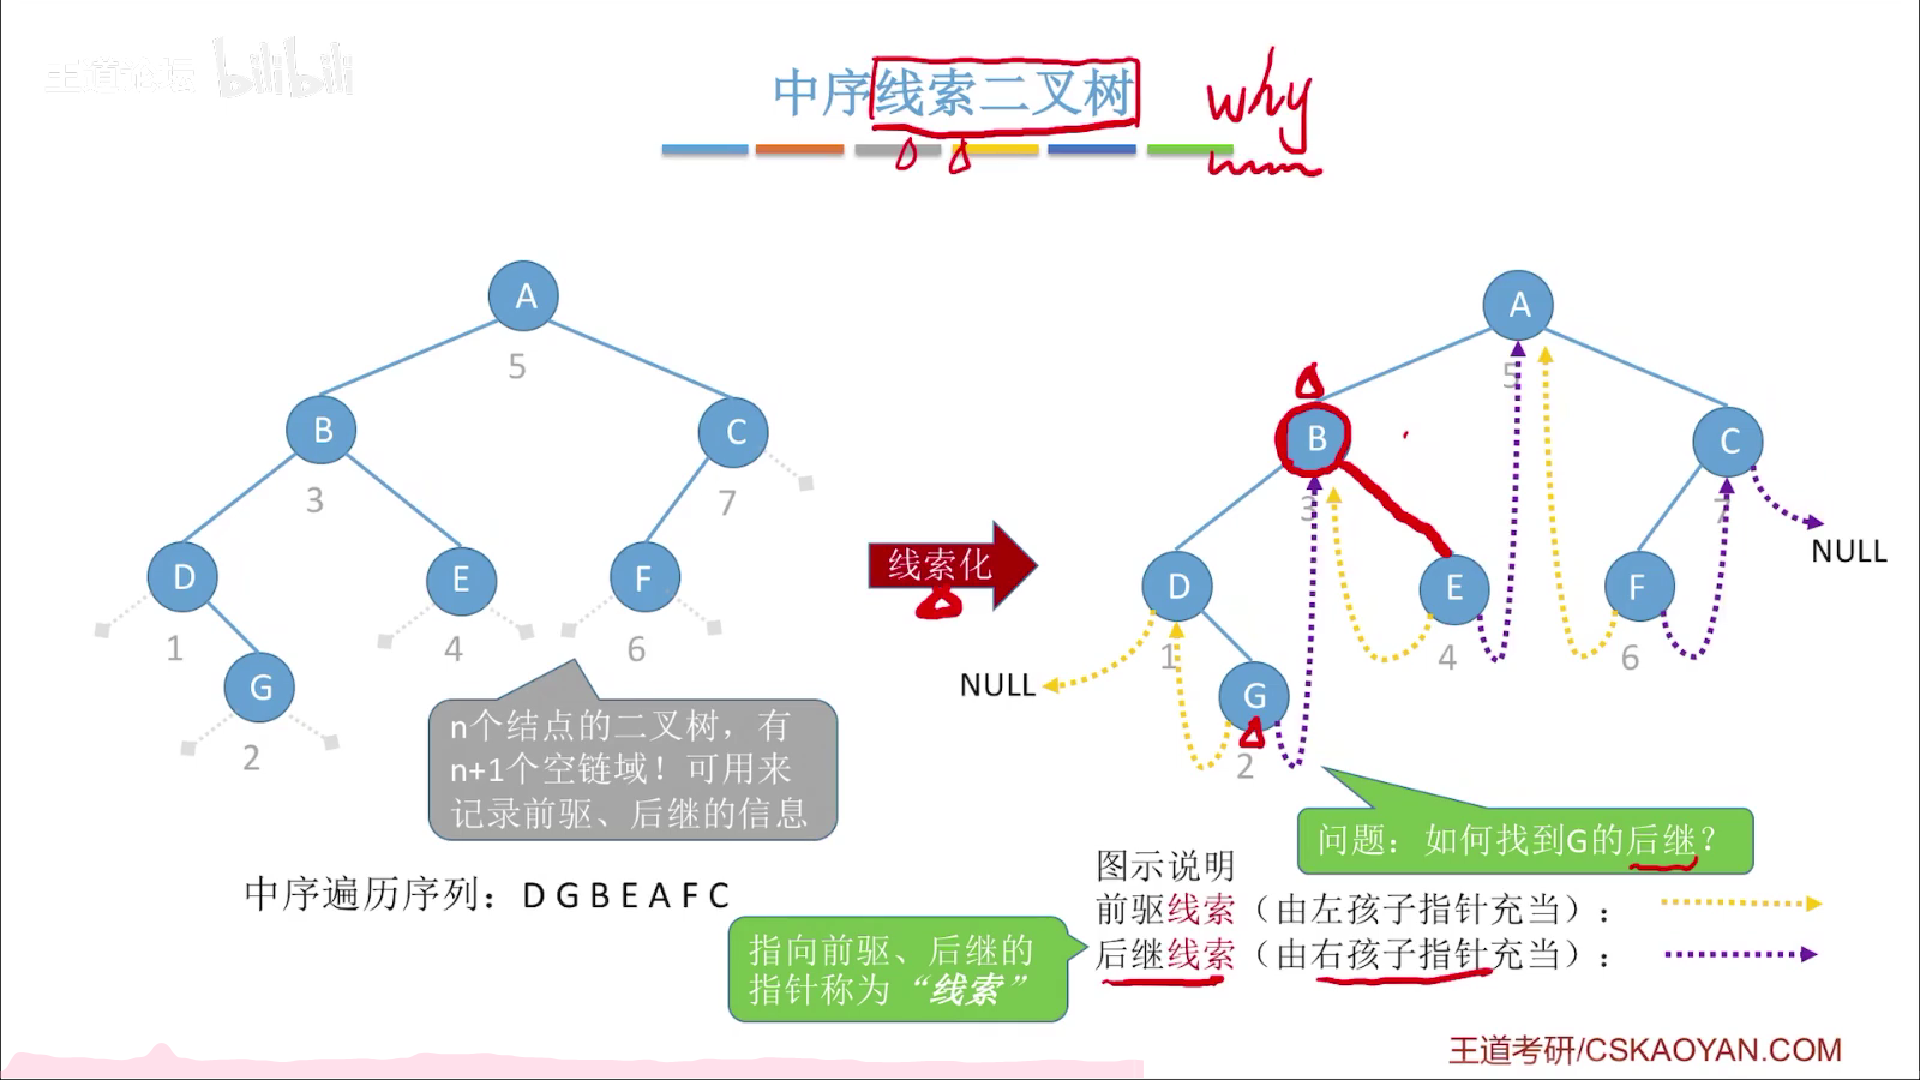 王道论坛 bilibili
中序线索二叉树
why
A
5
B
3
C
7
D
1
E
4
F
6
G
2
n个结点的二叉树，有
n+1个空链域！可用来
记录前驱、后继的信息
中序遍历序列：D G B E A F C
线索化
A
5
B
3
C
7
NULL
D
1
E
4
F
6
NULL
G
2
问题：如何找到G的后继？
图示说明
前驱线索（由左孩子指针充当）：
后继线索（由右孩子指针充当）：
指向前驱、后继的
指针称为“线索”
王道考研/CSKAOYAN.COM